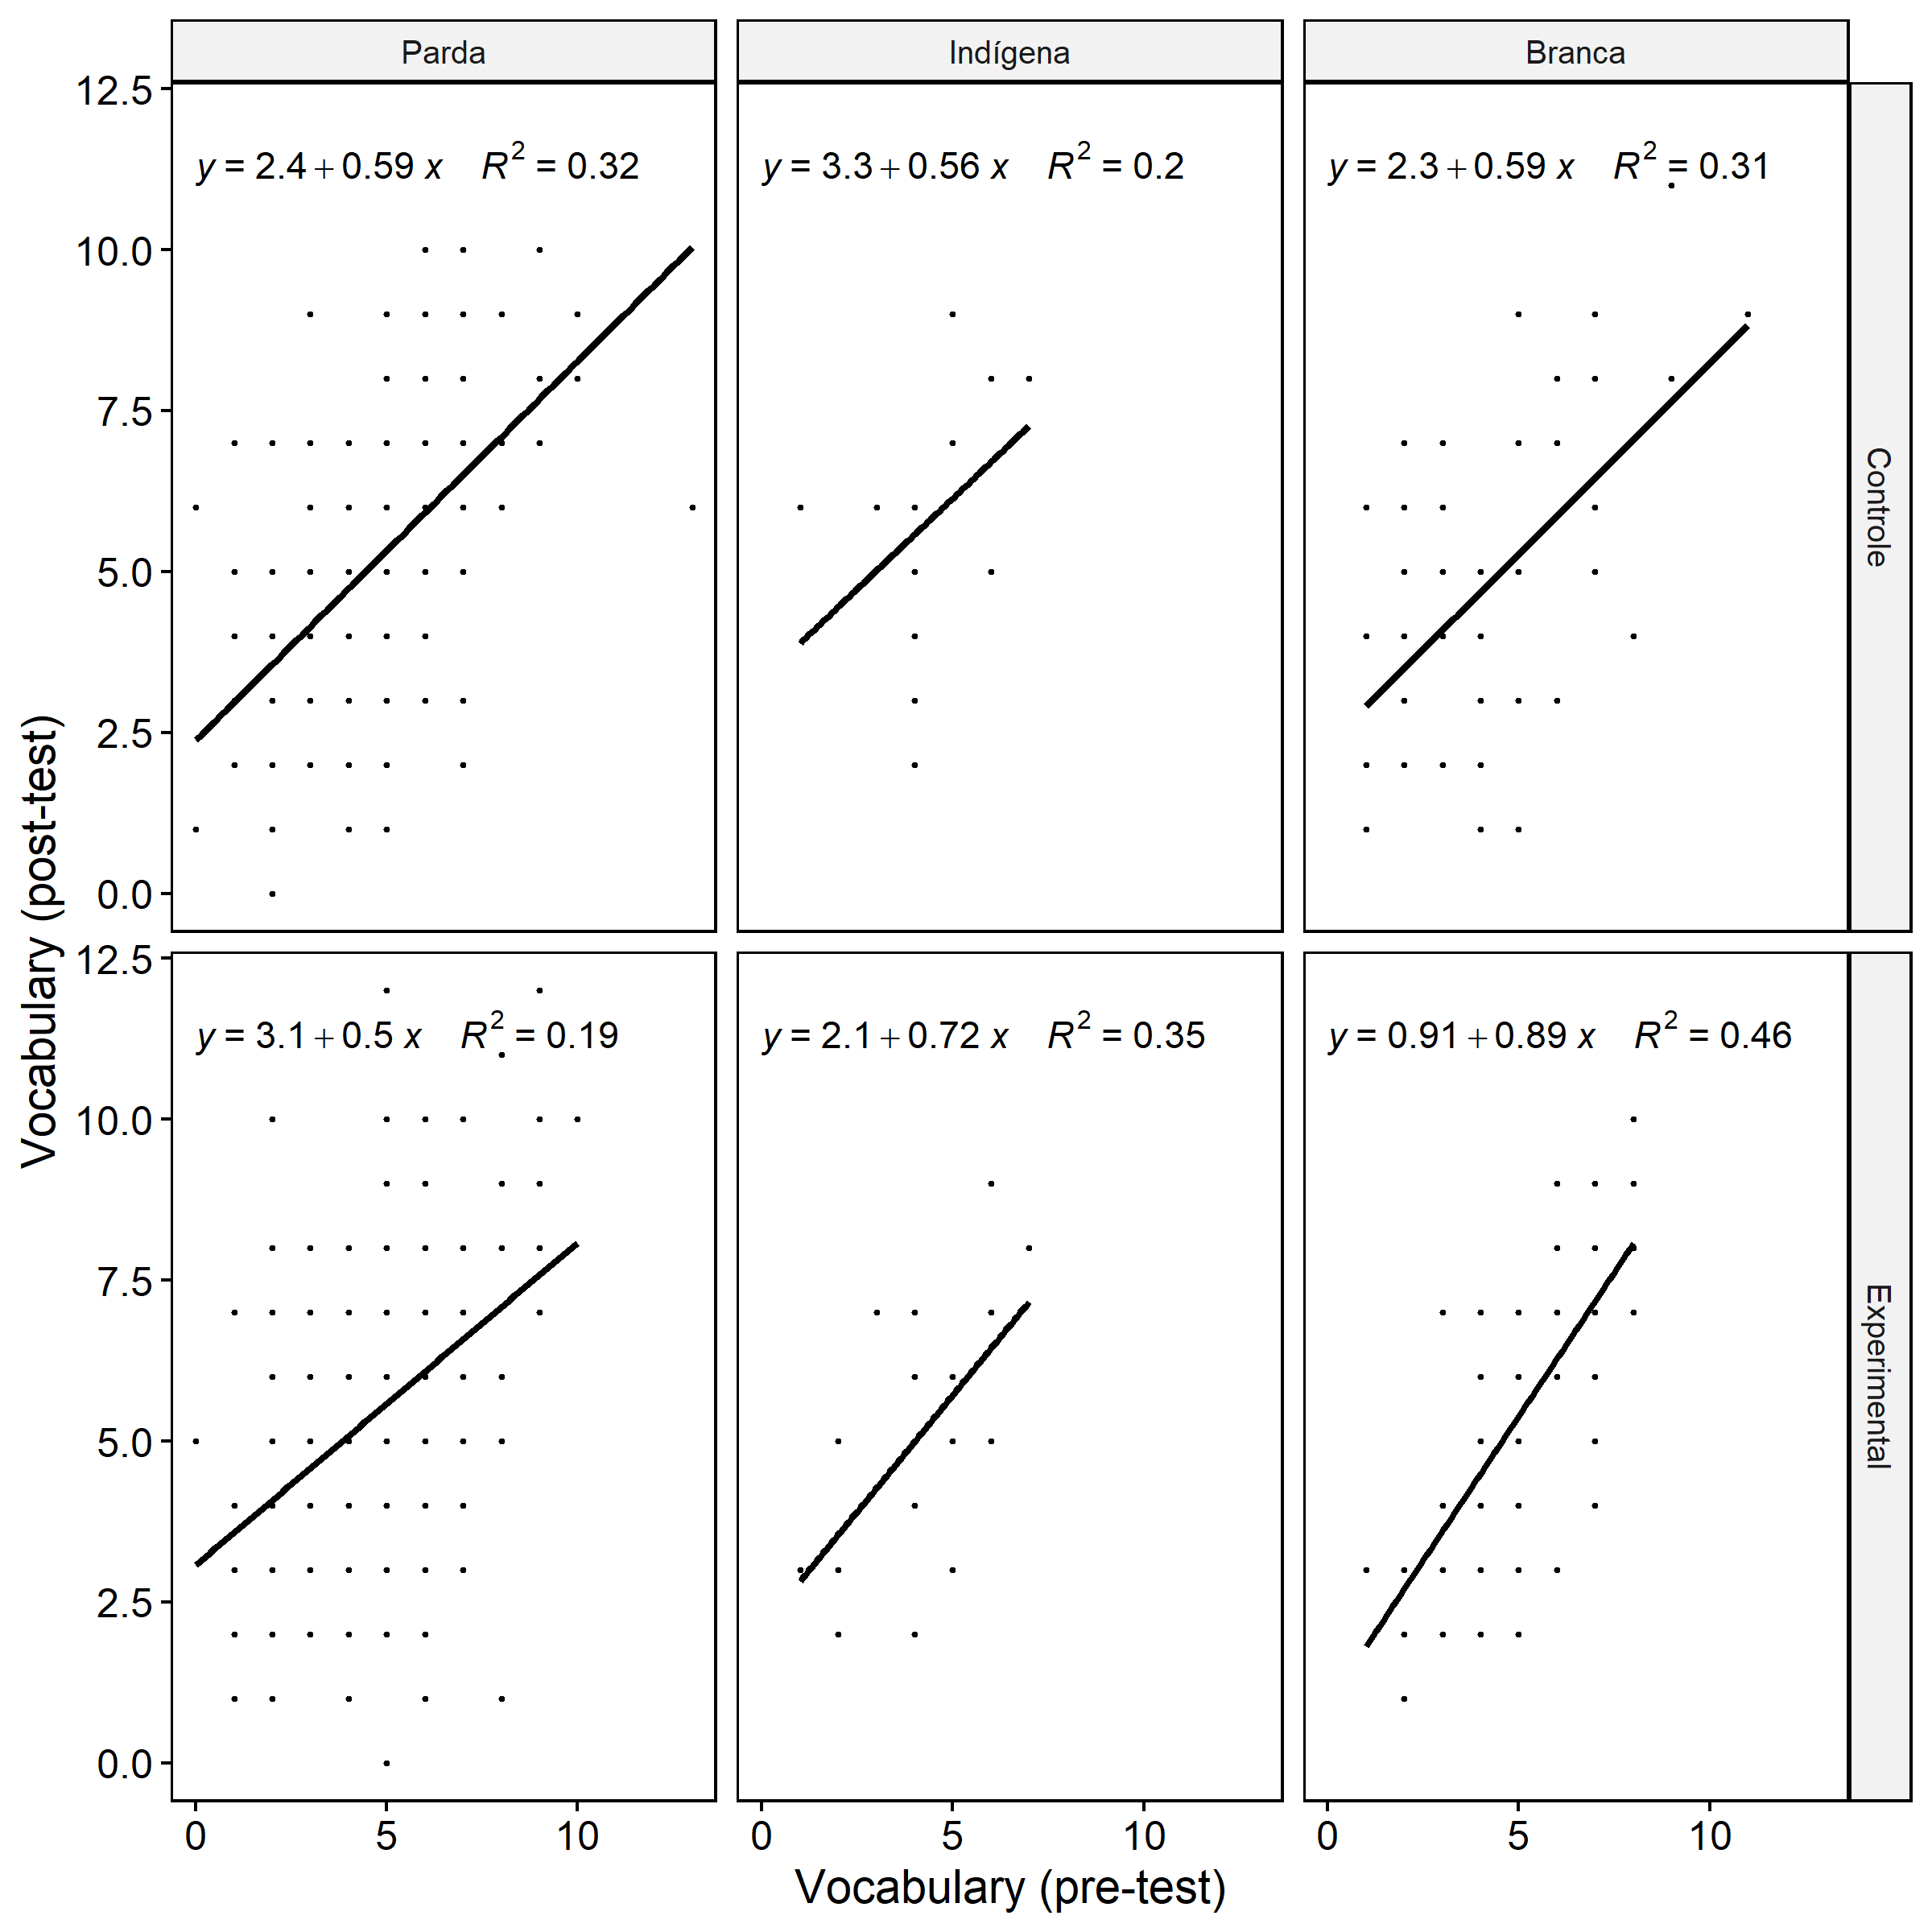 Parda Indígena Branca
12.5
y = 2.4 + 0.59 x R² = 0.32
y = 3.3 + 0.56 x R² = 0.2
y = 2.3 + 0.59 x R² = 0.31
10.0
7.5
5.0
2.5
0.0
Controle
12.5
y = 3.1 + 0.5 x R² = 0.19
y = 2.1 + 0.72 x R² = 0.35
y = 0.91 + 0.89 x R² = 0.46
10.0
7.5
5.0
2.5
0.0
Experimental
Vocabulary (post-test)
0 5 10 0 5 10 0 5 10
Vocabulary (pre-test)